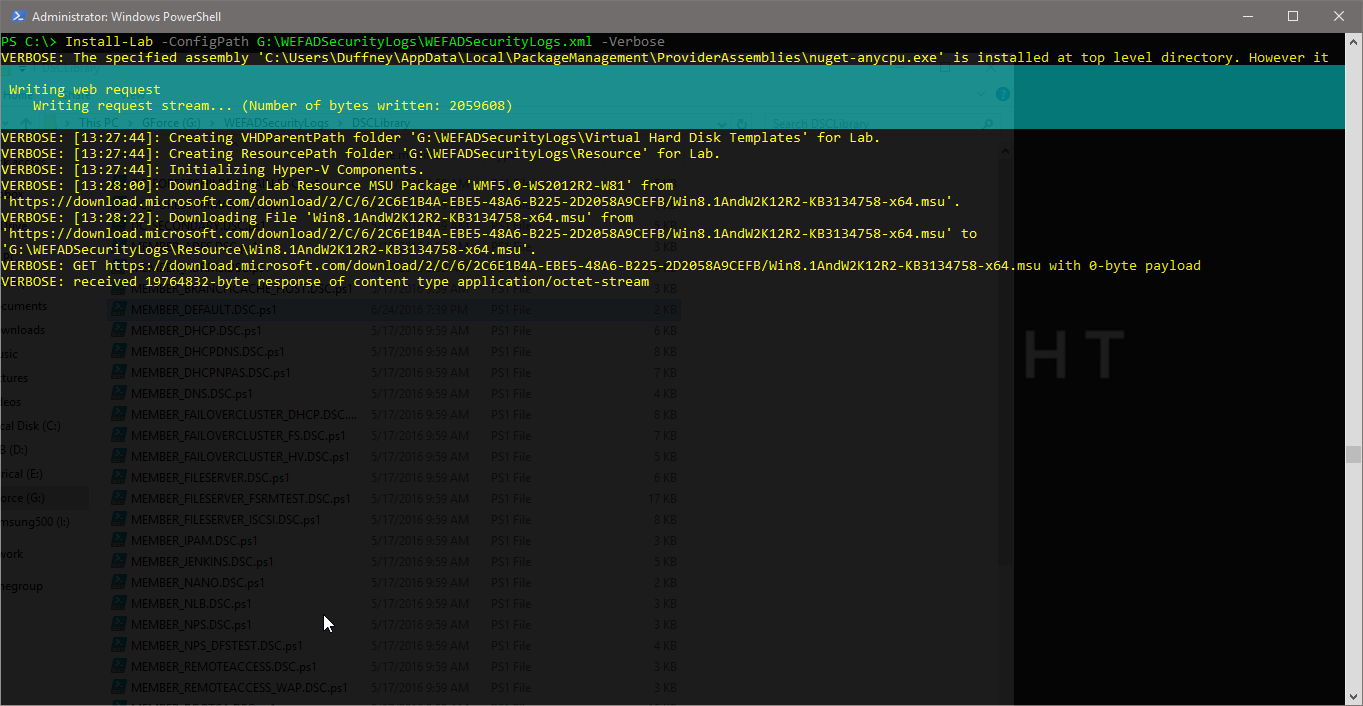 Administrator: Windows PowerShell
PS C:\> Install-Lab -ConfigPath G:\WEFADSecurityLogs\WEFADSecurityLogs.xml -Verbose
VERBOSE: The specified assembly 'C:\Users\Duffney\AppData\Local\PackageManagement\ProviderAssemblies\nuget-anycpu.exe' is installed at top level directory. However it
Writing web request
Writing request stream... (Number of bytes written: 2059608)
This PC > GForce (G:) > WEFADSecurityLogs > DSCLibrary
Search DSCLibrary
VERBOSE: [13:27:44]: Creating VHDParentPath folder 'G:\WEFADSecurityLogs\Virtual Hard Disk Templates' for Lab.
VERBOSE: [13:27:44]: Creating ResourcePath folder 'G:\WEFADSecurityLogs\Resource' for Lab.
VERBOSE: [13:27:44]: Initializing Hyper-V Components.
VERBOSE: [13:28:00]: Downloading Lab Resource MSU Package 'WMF5.0-WS2012R2-W81' from
'https://download.microsoft.com/download/2/C/6/2C6E1B4A-EBE5-48A6-B225-2D2058A9CEFB/Win8.1AndW2K12R2-KB3134758-x64.msu'.
VERBOSE: [13:28:22]: Downloading File 'Win8.1AndW2K12R2-KB3134758-x64.msu' from
'https://download.microsoft.com/download/2/C/6/2C6E1B4A-EBE5-48A6-B225-2D2058A9CEFB/Win8.1AndW2K12R2-KB3134758-x64.msu' to
'G:\WEFADSecurityLogs\Resource\Win8.1AndW2K12R2-KB3134758-x64.msu'.
VERBOSE: GET https://download.microsoft.com/download/2/C/6/2C6E1B4A-EBE5-48A6-B225-2D2058A9CEFB/Win8.1AndW2K12R2-KB3134758-x64.msu with 0-byte payload
VERBOSE: received 19764832-byte response of content type application/octet-stream
MEMBER_BRANCHCACHE_HOST.DSC.ps1 3 KB
cuments
MEMBER_DEFAULT.DSC.ps1 6/24/2016 7:39 PM PS1 File 2 KB
wnloads
MEMBER_DHCP.DSC.ps1 5/17/2016 9:59 AM PS1 File 6 KB
usic
MEMBER_DHCPDNS.DSC.ps1 5/17/2016 9:59 AM PS1 File 8 KB
tures
MEMBER_DHCPNPAS.DSC.ps1 5/17/2016 9:59 AM PS1 File 7 KB
eos
MEMBER_DNS.DSC.ps1 5/17/2016 9:59 AM PS1 File 4 KB
cal Disk (C:)
MEMBER_FAILOVERCLUSTER_DHCP.DSC.... 5/17/2016 9:59 AM PS1 File 8 KB
B (D:)
MEMBER_FAILOVERCLUSTER_FS.DSC.ps1 5/17/2016 9:59 AM PS1 File 7 KB
rical (E:)
MEMBER_FAILOVERCLUSTER_HV.DSC.ps1 5/17/2016 9:59 AM PS1 File 5 KB
MEMBER_FILESERVER.DSC.ps1 5/17/2016 9:59 AM PS1 File 6 KB
orce (G:)
MEMBER_FILESERVER_FSRMTEST.DSC.ps1 5/17/2016 9:59 AM PS1 File 17 KB
msung500 (I:)
MEMBER_FILESERVER_ISCSI.DSC.ps1 5/17/2016 9:59 AM PS1 File 8 KB
MEMBER_IPAM.DSC.ps1 5/17/2016 9:59 AM PS1 File 3 KB
work
MEMBER_JENKINS.DSC.ps1 5/17/2016 9:59 AM PS1 File 5 KB
megroup
MEMBER_NANO.DSC.ps1 5/17/2016 9:59 AM PS1 File 2 KB
MEMBER_NLB.DSC.ps1 5/17/2016 9:59 AM PS1 File 3 KB
MEMBER_NPS.DSC.ps1 5/17/2016 9:59 AM PS1 File 3 KB
MEMBER_NPS_DFSTEST.DSC.ps1 5/17/2016 9:59 AM PS1 File 4 KB
MEMBER_REMOTEACCESS.DSC.ps1 5/17/2016 9:59 AM PS1 File 3 KB
MEMBER_REMOTEACCESS_WAP.DSC.ps1 5/17/2016 9:59 AM PS1 File 3 KB
HT